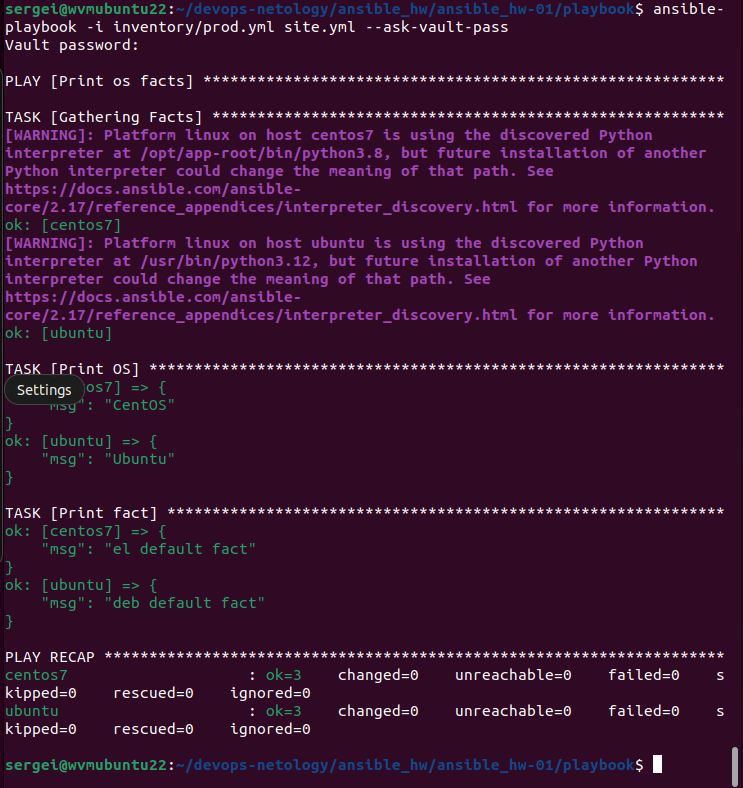 sergei@wvmubuntu22:~/devops-netology/ansible_hw/ansible_hw-01/playbook$ ansible-
playbook -i inventory/prod.yml site.yml --ask-vault-pass
Vault password:
PLAY [Print os facts] **********************************************************
TASK [Gathering Facts] *********************************************************
[WARNING]: Platform linux on host centos7 is using the discovered Python
interpreter at /opt/app-root/bin/python3.8, but future installation of another
Python interpreter could change the meaning of that path. See
https://docs.ansible.com/ansible-
core/2.17/reference_appendices/interpreter_discovery.html for more information.
ok: [centos7]
[WARNING]: Platform linux on host ubuntu is using the discovered Python
interpreter at /usr/bin/python3.12, but future installation of another Python
interpreter could change the meaning of that path. See
https://docs.ansible.com/ansible-
core/2.17/reference_appendices/interpreter_discovery.html for more information.
ok: [ubuntu]
TASK [Print OS] ****************************************************************
os7] => {
Settings
"msg": "CentOS"
}
ok: [ubuntu] => {
"msg": "Ubuntu"
}
TASK [Print fact] **************************************************************
ok: [centos7] => {
"msg": "el default fact"
}
ok: [ubuntu] => {
"msg": "deb default fact"
}
PLAY RECAP *********************************************************************
centos7 : ok=3 changed=0 unreachable=0 failed=0 s
kipped=0 rescued=0 ignored=0
ubuntu : ok=3 changed=0 unreachable=0 failed=0 s
kipped=0 rescued=0 ignored=0
sergei@wvmubuntu22:~/devops-netology/ansible_hw/ansible_hw-01/playbook$